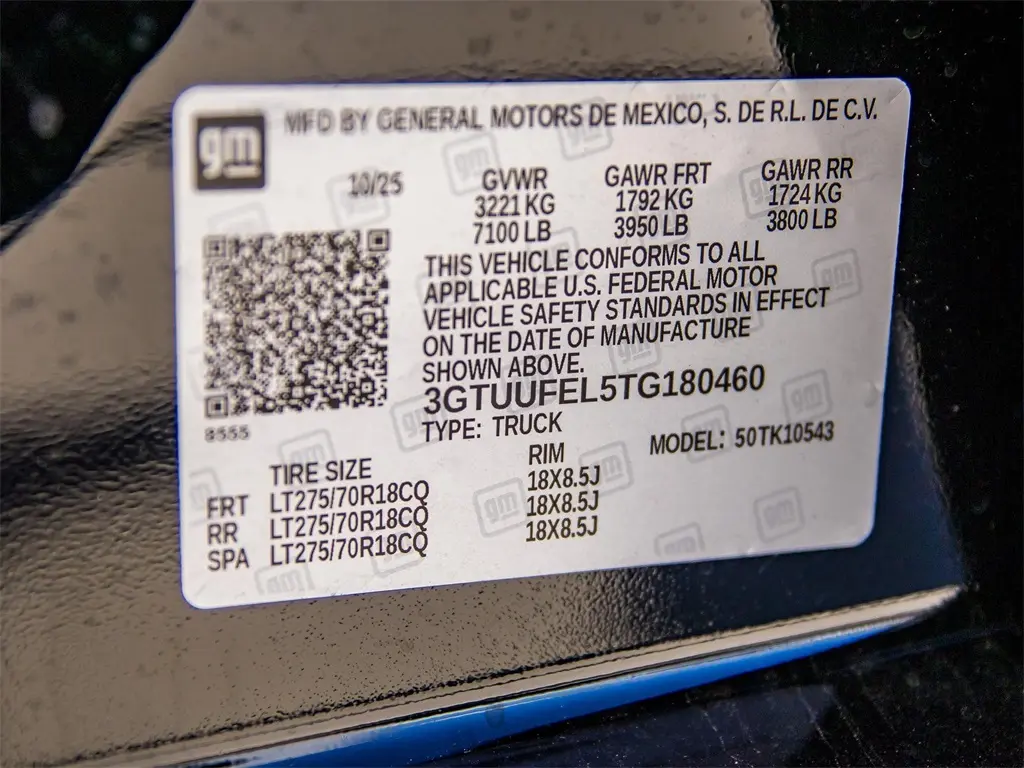 gm
MFD BY GENERAL MOTORS DE MEXICO, S. DE R.L. DE C.V.
10/25 GVWR GAWR FRT GAWR RR
3221 KG 1792 KG 1724 KG
7100 LB 3950 LB 3800 LB
THIS VEHICLE CONFORMS TO ALL
APPLICABLE U.S. FEDERAL MOTOR
VEHICLE SAFETY STANDARDS IN EFFECT
ON THE DATE OF MANUFACTURE
SHOWN ABOVE.
3GTUUFEL5TG180460
8555
TYPE: TRUCK MODEL: 50TK10543
TIRE SIZE RIM
FRT LT275/70R18CQ 18X8.5J
RR LT275/70R18CQ 18X8.5J
SPA LT275/70R18CQ 18X8.5J